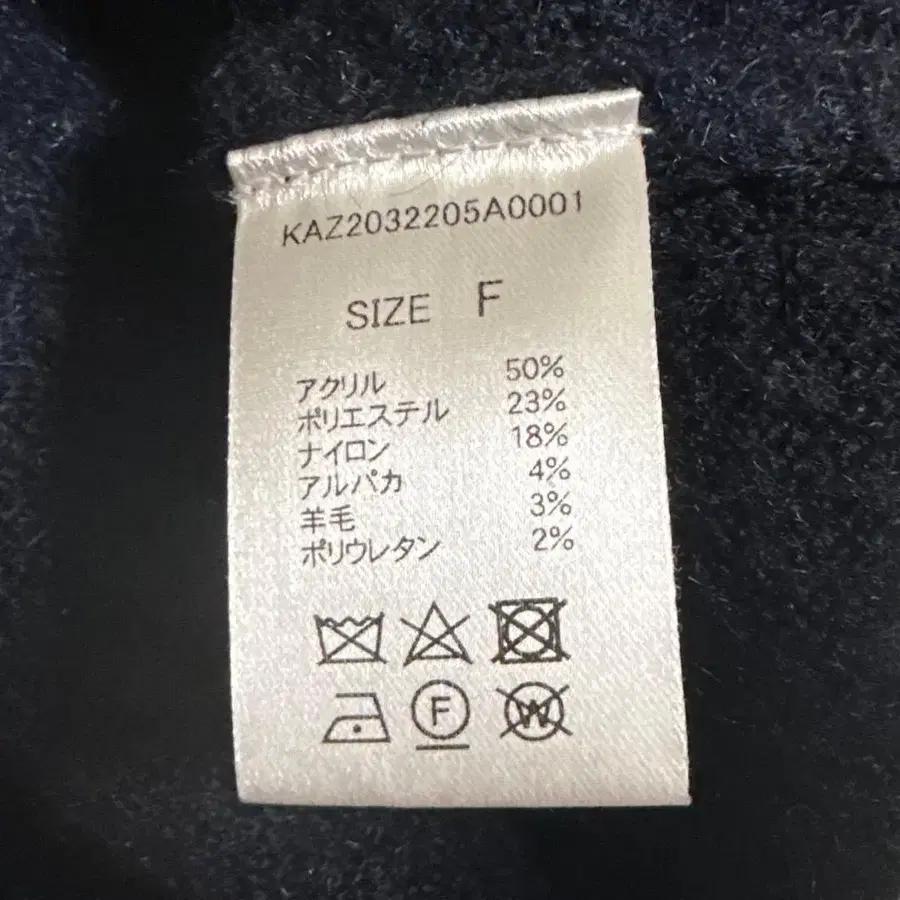 KAZ2032205A0001
SIZE F
アクリル 50%
ポリエステル 23%
ナイロン 18%
アルパカ 4%
羊毛 3%
ポリウレタン 2%
F W